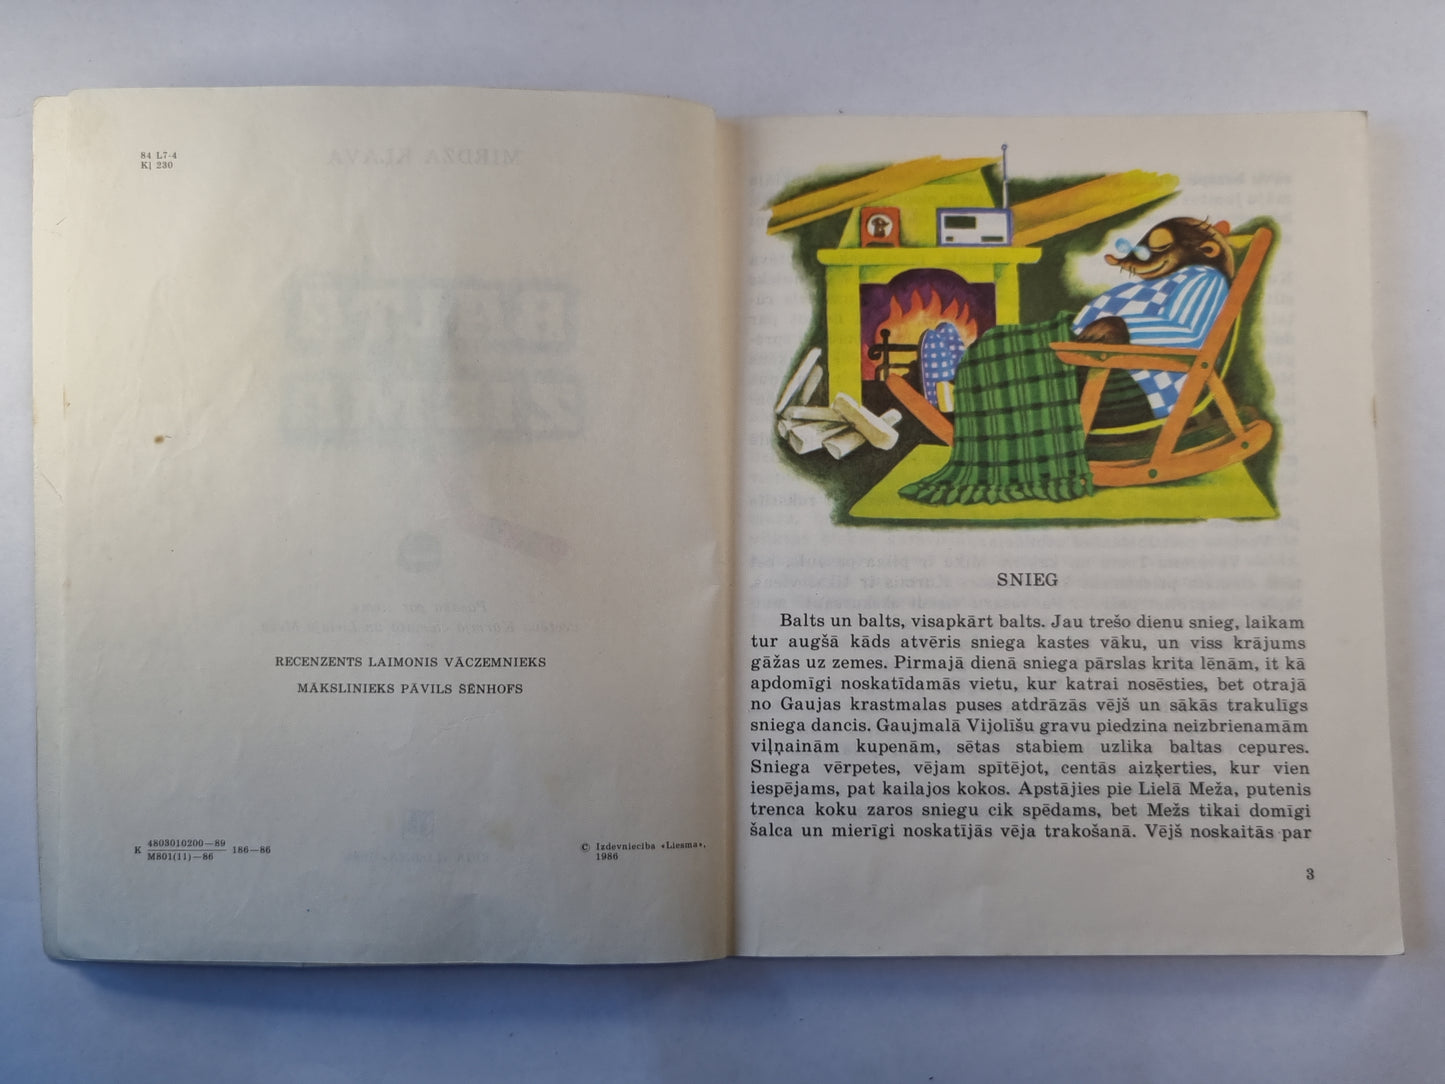 84 L7-4
Kļ 230
RECENZENTS LAIMONIS VĀCZEMNIEKS
MĀKSLINIEKS PĀVILS ŠĒNHOFS
K 4803010200—89
M801(11)—86 186—86
© Izdevniecība «Liesma»,
1986
SNIEG
Balts un balts, visapkārt balts. Jau trešo dienu snieg, laikam
tur augšā kāds atvēris sniega kastes vāku, un viss krājums
gāžas uz zemes. Pirmajā dienā sniega pārslas krita lēnām, it kā
apdomīgi noskatīdamās vietu, kur katrai nosēsties, bet otrajā
no Gaujas krastmalas puses atdrāzās vējš un sākās trakulīgs
sniega dancis. Gaujmalā Vijolīšu gravu piedzina neizbrienamām
viļņainām kupenām, sētas stabiem uzlika baltas cepures.
Sniega vērpetes, vējam spītējot, centās aizķerties, kur vien
iespējams, pat kailajos kokos. Apstājies pie Lielā Meža, putenis
trenca koku zaros sniegu cik spēdams, bet Mežs tikai domīgi
šalca un mierīgi noskatījās vēja trakošanā. Vējš noskaitās par
3